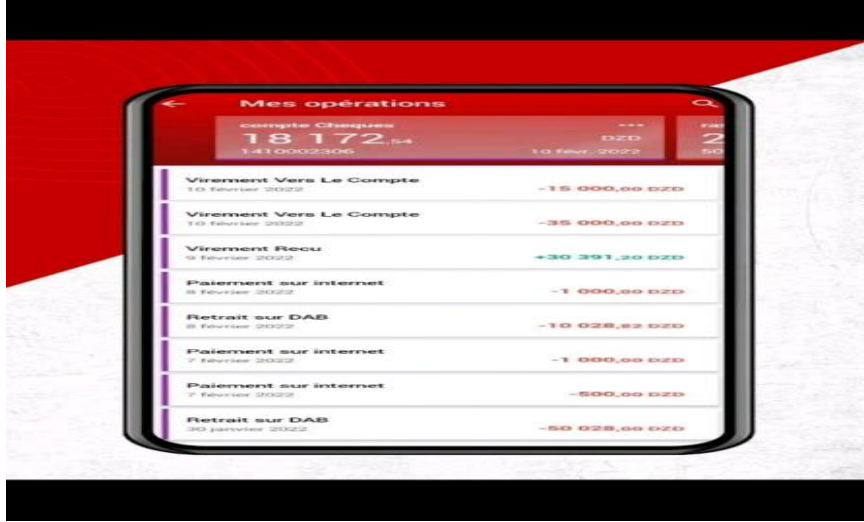 Mes opérations
compte Cheques
18 172,54 DZD
1410002306 10 févr. 2022
Virement Vers Le Compte
10 février 2022 -15 000,00 DZD
Virement Vers Le Compte
10 février 2022 -35 000,00 DZD
Virement Recu
9 février 2022 +30 391,20 DZD
Paiement sur internet
8 février 2022 -1 000,00 DZD
Retrait sur DAB
8 février 2022 -10 028,82 DZD
Paiement sur internet
7 février 2022 -1 000,00 DZD
Paiement sur internet
7 février 2022 -500,00 DZD
Retrait sur DAB
30 janvier 2022 -50 028,00 DZD